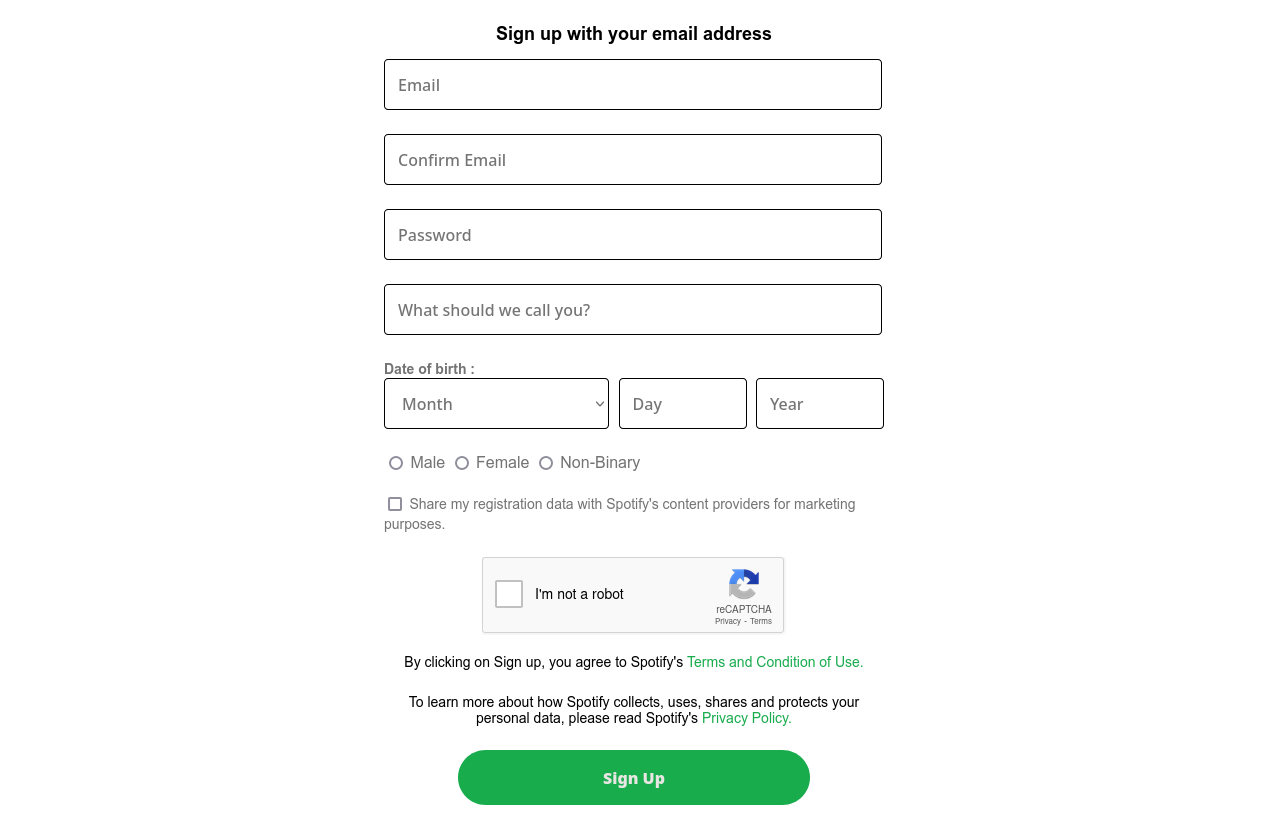 Sign up with your email address
Email
Confirm Email
Password
What should we call you?
Date of birth :
Month Day Year
Male Female Non-Binary
Share my registration data with Spotify's content providers for marketing
purposes.
I'm not a robot
reCAPTCHA
Privacy - Terms
By clicking on Sign up, you agree to Spotify's Terms and Condition of Use.
To learn more about how Spotify collects, uses, shares and protects your
personal data, please read Spotify's Privacy Policy.
Sign Up